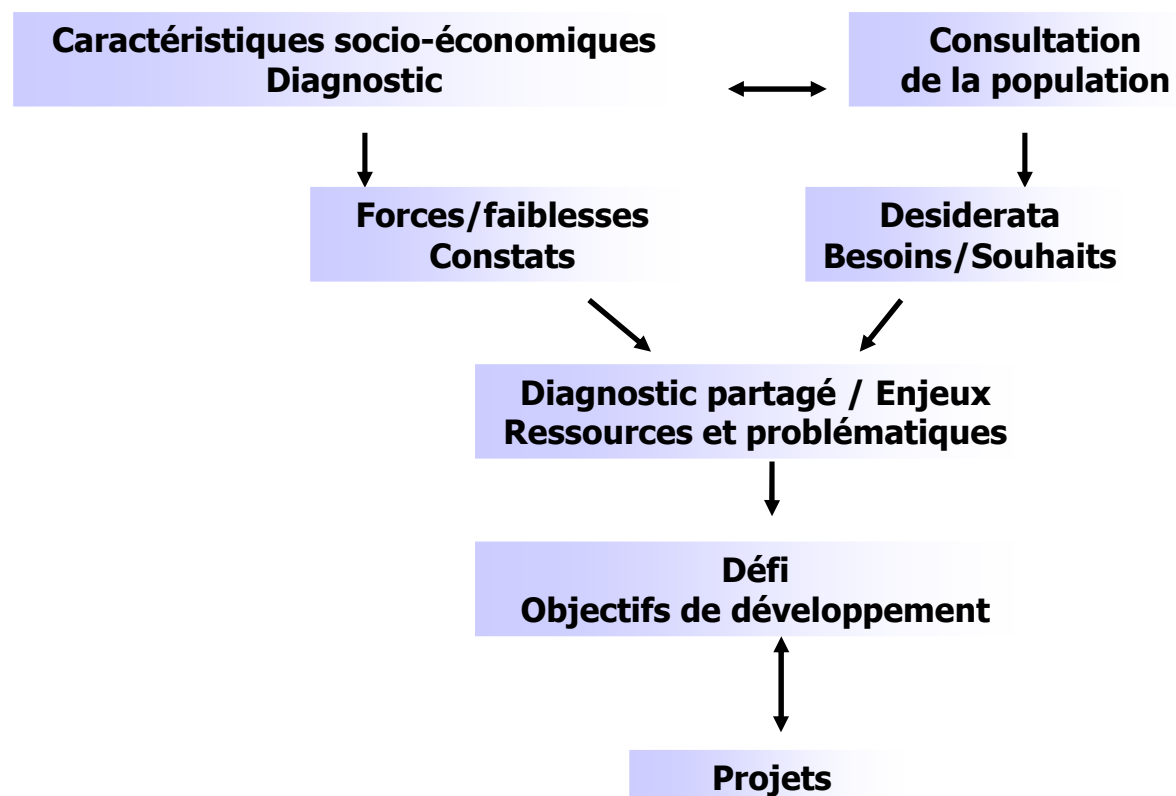 Caractéristiques socio-économiques
Diagnostic
Consultation
de la population
Forces/faiblesses
Constats
Desiderata
Besoins/Souhaits
Diagnostic partagé / Enjeux
Ressources et problématiques
Défi
Objectifs de développement
Projets